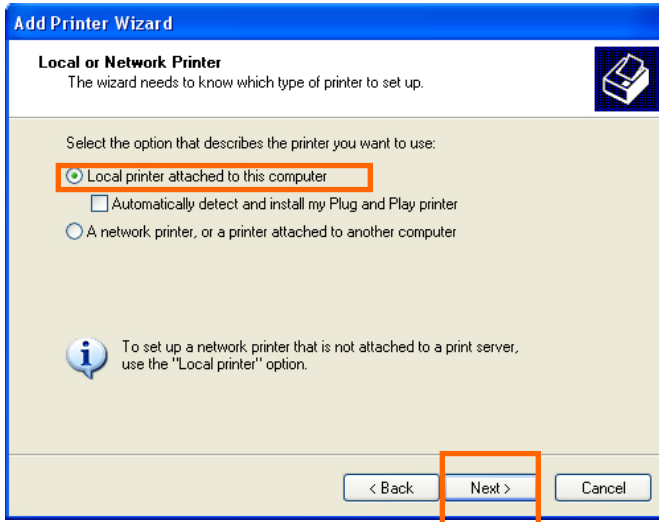 Add Printer Wizard
Local or Network Printer
The wizard needs to know which type of printer to set up.
Select the option that describes the printer you want to use:
Local printer attached to this computer
Automatically detect and install my Plug and Play printer
A network printer, or a printer attached to another computer
To set up a network printer that is not attached to a print server,
use the "Local printer" option.
< Back
Next >
Cancel